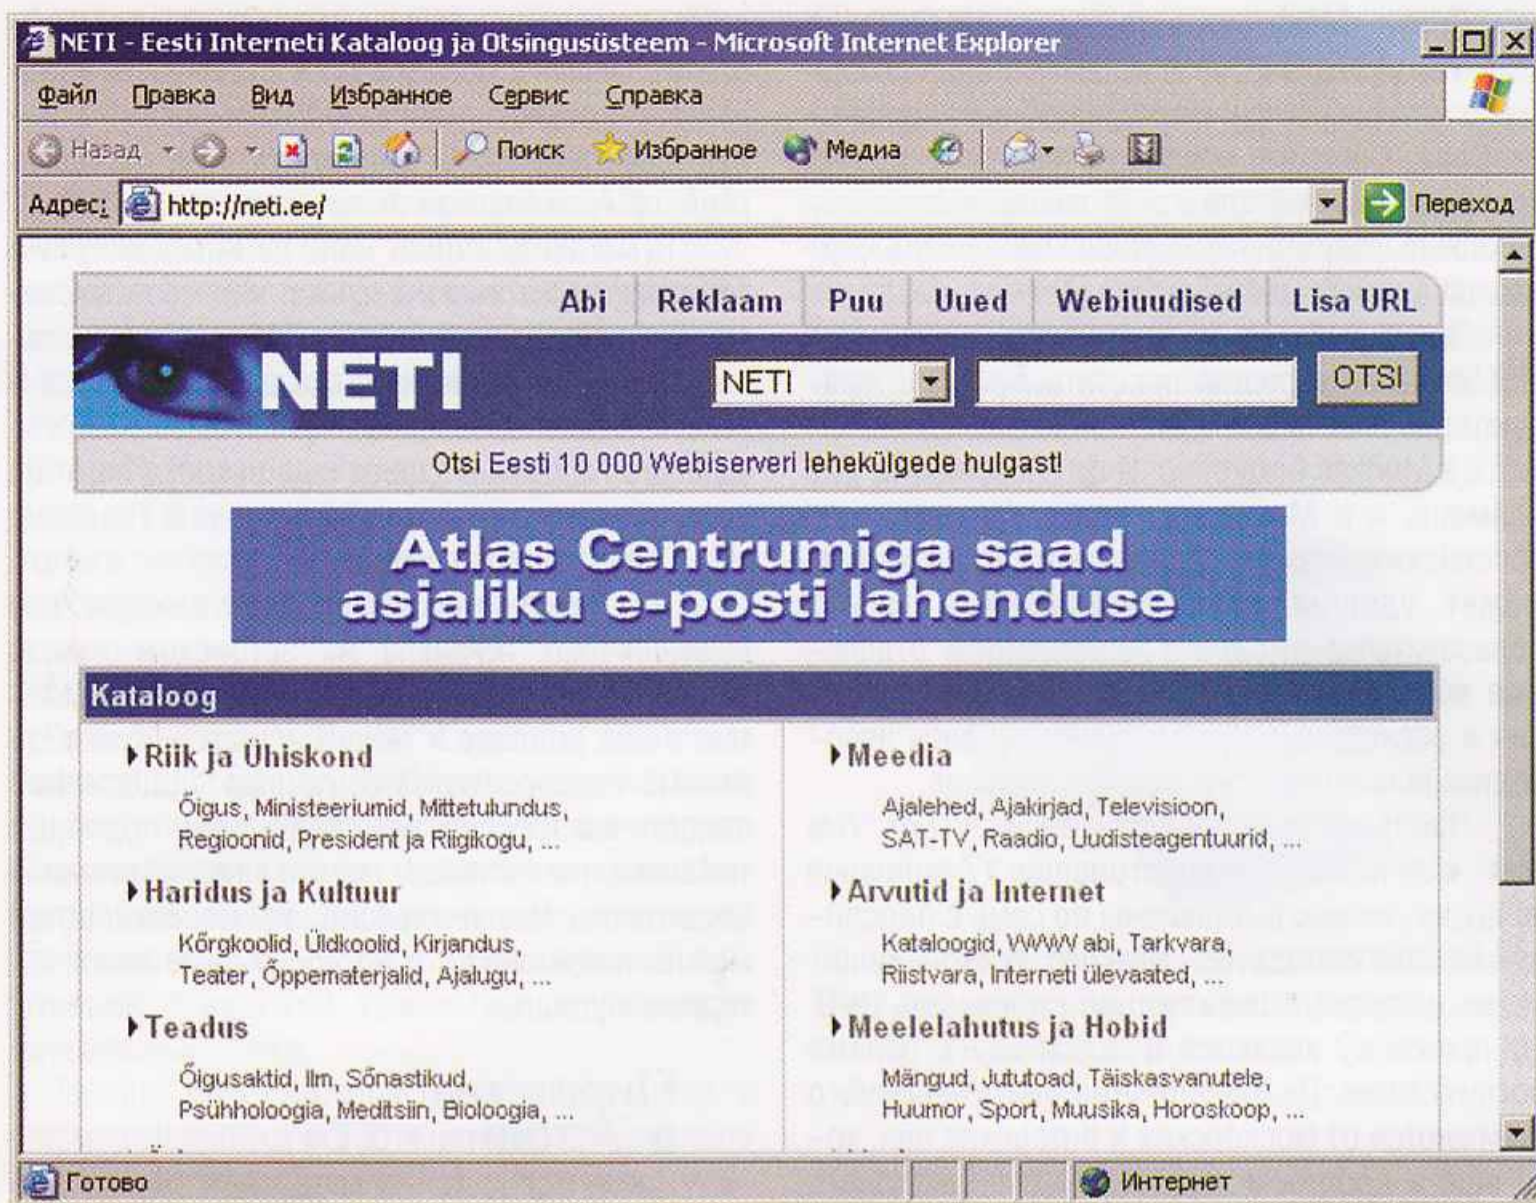 NETI - Eesti Interneti Kataloog ja Otsingusüsteem - Microsoft Internet Explorer
Файл Правка Вид Избранное Сервис Справка
Назад Поиск Избранное Медиа
Адрес: http://neti.ee/ Переход
Abi Reklaam Puu Uued Webiuudised Lisa URL
NETI NETI OTSI
Otsi Eesti 10 000 Webiserveri lehekülgede hulgast!
Atlas Centrumiga saad
asjaliku e-posti lahenduse
Kataloog
Riik ja Ühiskond
Õigus, Ministeeriumid, Mittetulundus,
Regioonid, President ja Riigikogu, ...
Haridus ja Kultuur
Kõrgkoolid, Üldkoolid, Kirjandus,
Teater, Õppematerjalid, Ajalugu, ...
Teadus
Õigusaktid, Ilm, Sõnastikud,
Psühholoogia, Meditsiin, Bioloogia, ...
Meedia
Ajalehed, Ajakirjad, Televisioon,
SAT-TV, Raadio, Uudisteagentuurid, ...
Arvutid ja Internet
Kataloogid, WWW abi, Tarkvara,
Riistvara, Interneti ülevaated, ...
Meelelahutus ja Hobid
Mängud, Jututoad, Täiskasvanutele,
Huumor, Sport, Muusika, Horoskoop, ...
Готово Интернет